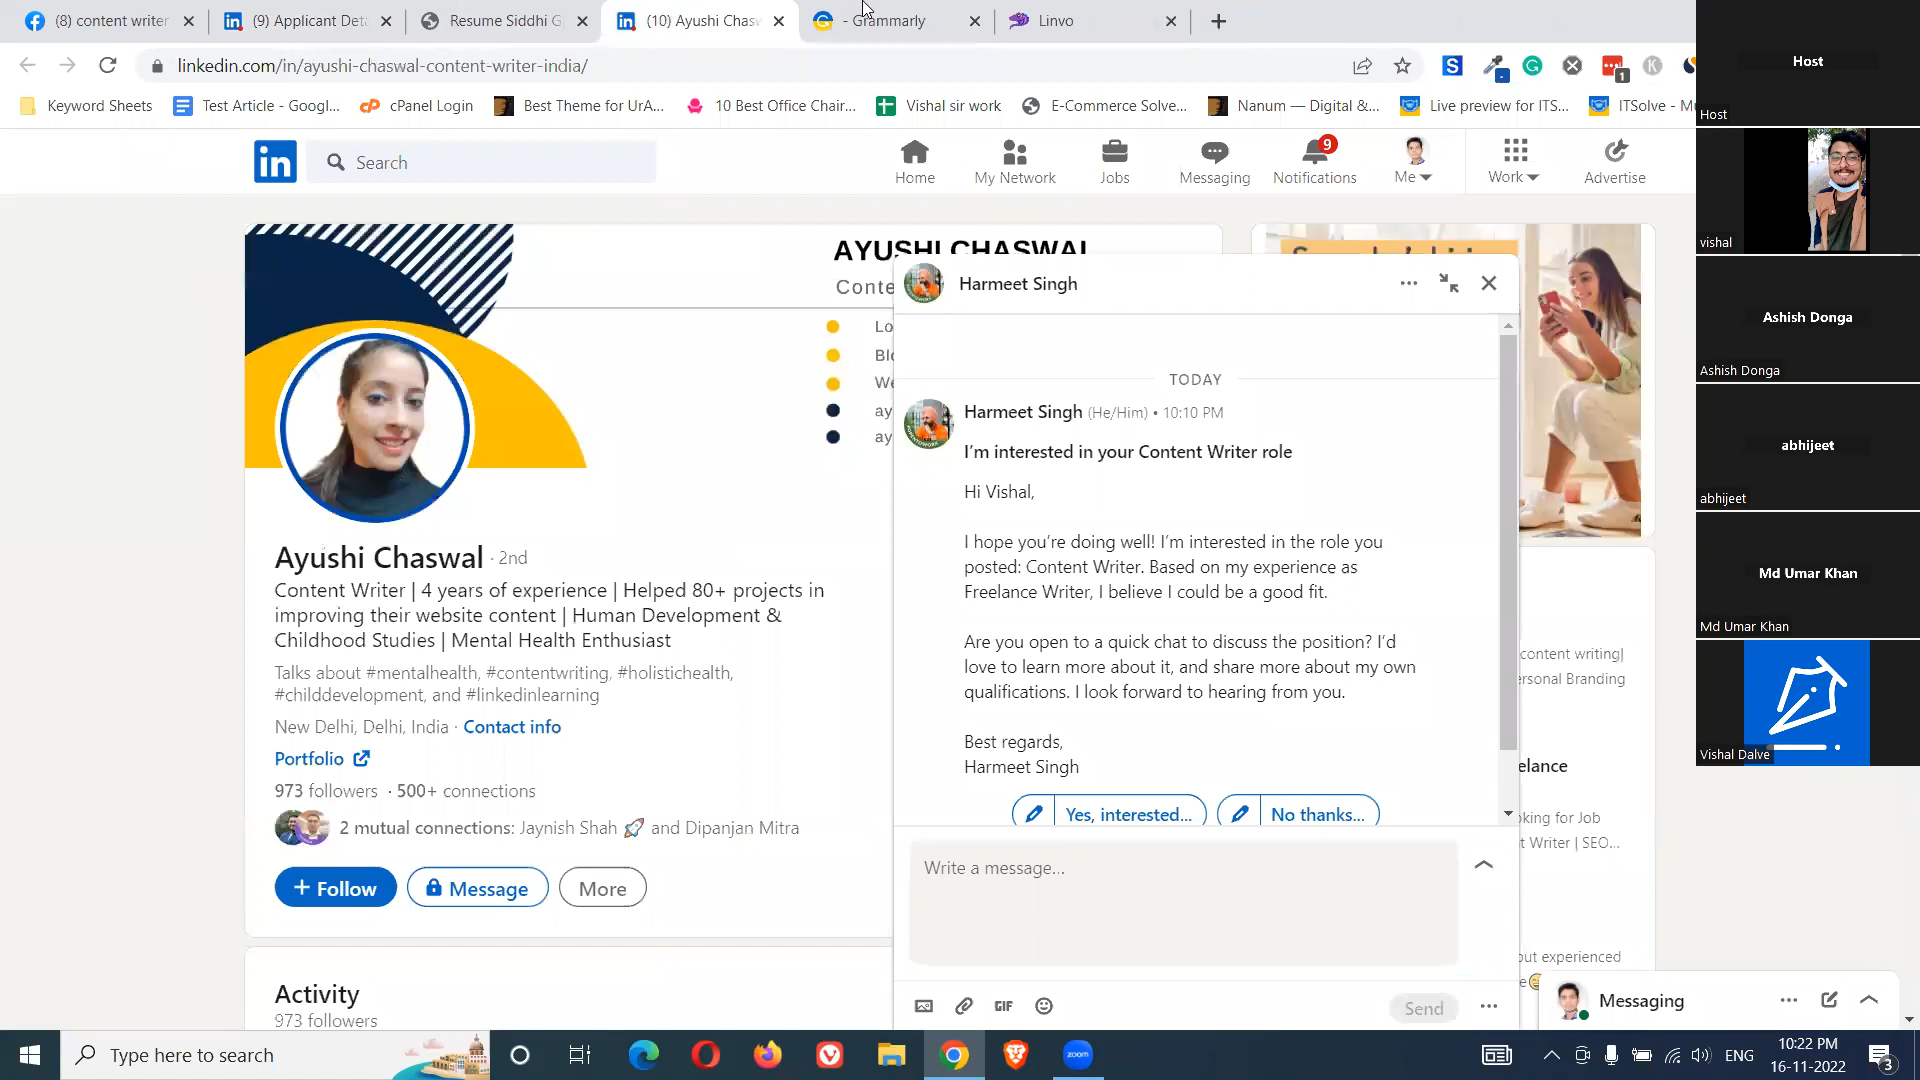 (8) content writer
(9) Applicant Deta
Resume Siddhi G
(10) Ayushi Chasw
- Grammarly
Linvo
linkedin.com/in/ayushi-chaswal-content-writer-india/
Keyword Sheets
Test Article - Googl...
cPanel Login
Best Theme for UrA...
10 Best Office Chair...
Vishal sir work
E-Commerce Solve...
Nanum — Digital &...
Live preview for ITS...
ITSolve - M
Search
Home
My Network
Jobs
Messaging
9
Notifications
Me
Work
Advertise
AYUSHI CHASWAL
Conte
Lo
Blo
We
ay
ay
Ayushi Chaswal · 2nd
Content Writer | 4 years of experience | Helped 80+ projects in
improving their website content | Human Development &
Childhood Studies | Mental Health Enthusiast
Talks about #mentalhealth, #contentwriting, #holistichealth,
#childdevelopment, and #linkedinlearning
New Delhi, Delhi, India · Contact info
Portfolio
973 followers · 500+ connections
2 mutual connections: Jaynish Shah 🚀 and Dipanjan Mitra
+ Follow
Message
More
Activity
973 followers
Harmeet Singh
TODAY
Harmeet Singh (He/Him) • 10:10 PM
I'm interested in your Content Writer role
Hi Vishal,
I hope you're doing well! I'm interested in the role you
posted: Content Writer. Based on my experience as
Freelance Writer, I believe I could be a good fit.
Are you open to a quick chat to discuss the position? I'd
love to learn more about it, and share more about my own
qualifications. I look forward to hearing from you.
Best regards,
Harmeet Singh
Yes, interested...
No thanks...
Write a message...
GIF
Send
content writing|
ersonal Branding
elance
oking for Job
t Writer | SEO...
out experienced
e
Messaging
Host
Host
vishal
Ashish Donga
Ashish Donga
abhijeet
abhijeet
Md Umar Khan
Md Umar Khan
Vishal Dalve
Type here to search
zoom
ENG
10:22 PM
16-11-2022
3